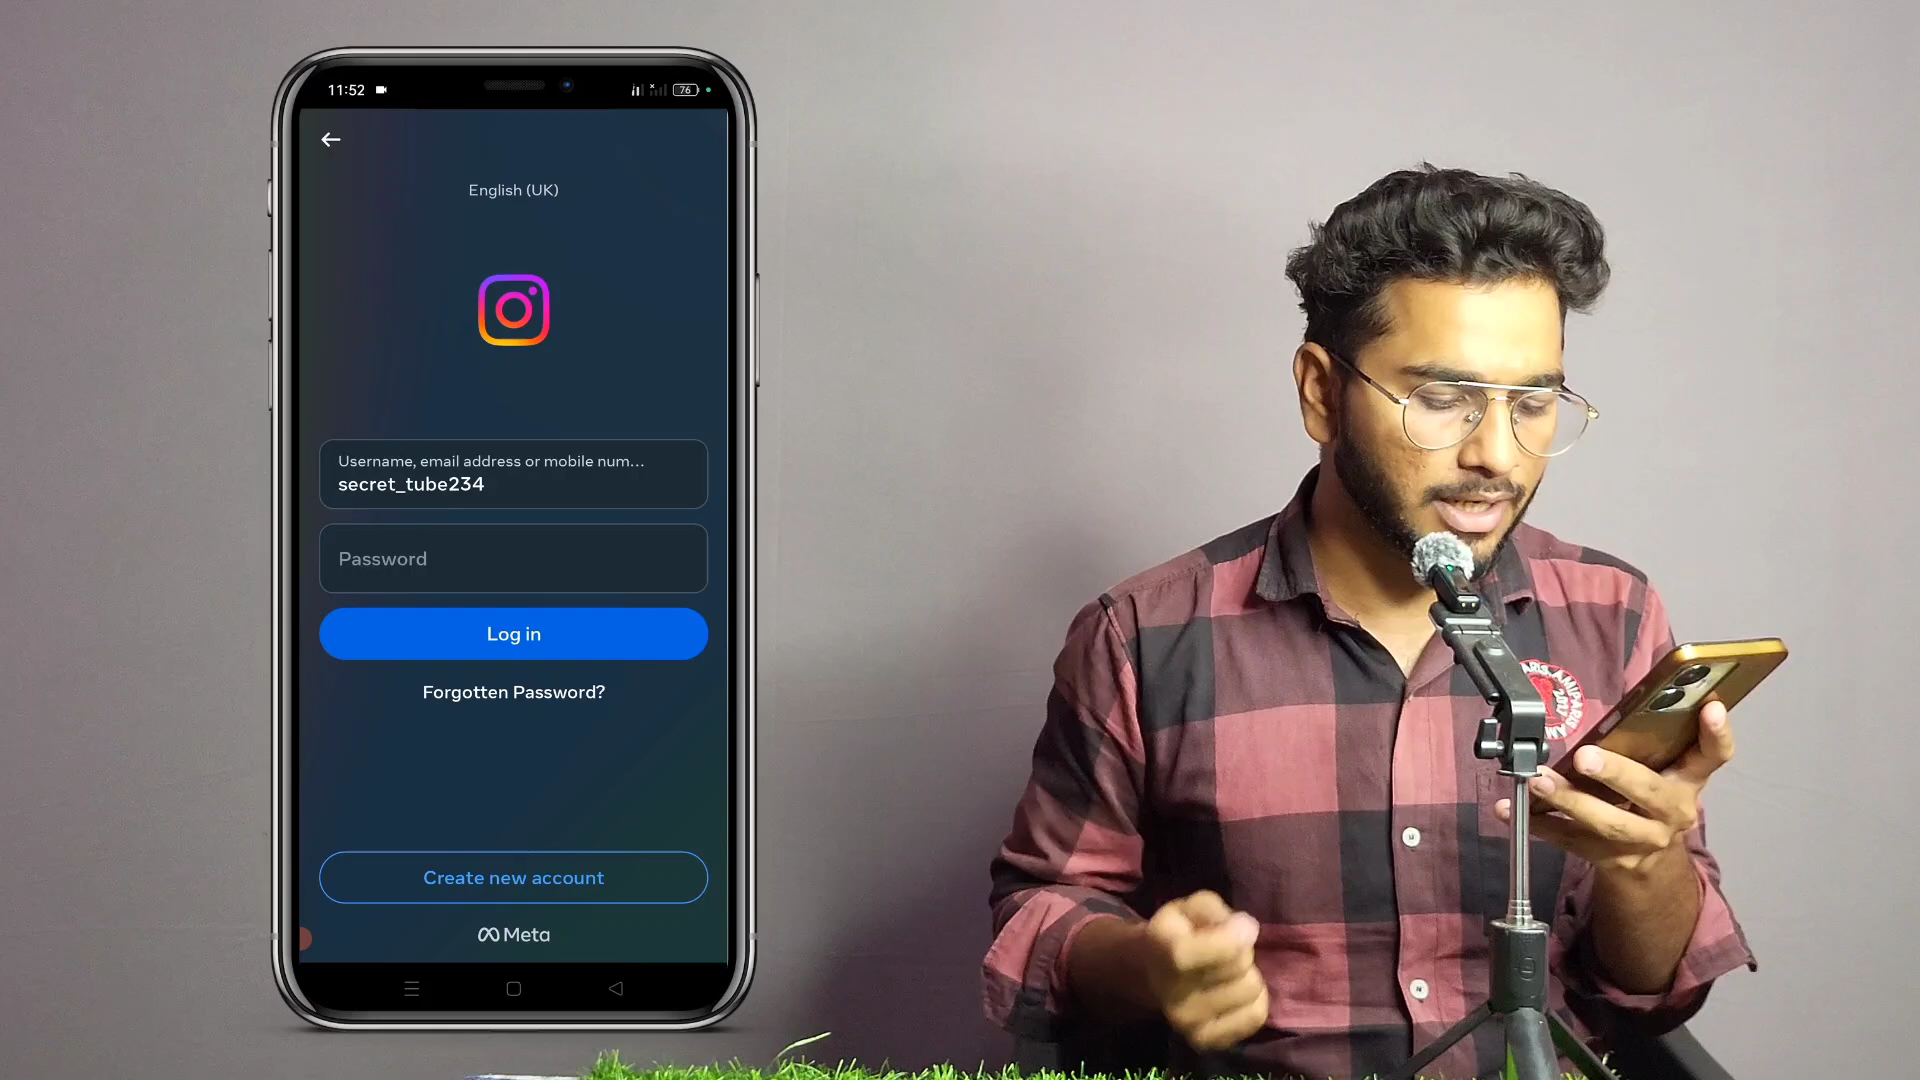 11:52
76
English (UK)
Username, email address or mobile num...
secret_tube234
Password
Log in
Forgotten Password?
Create new account
Meta